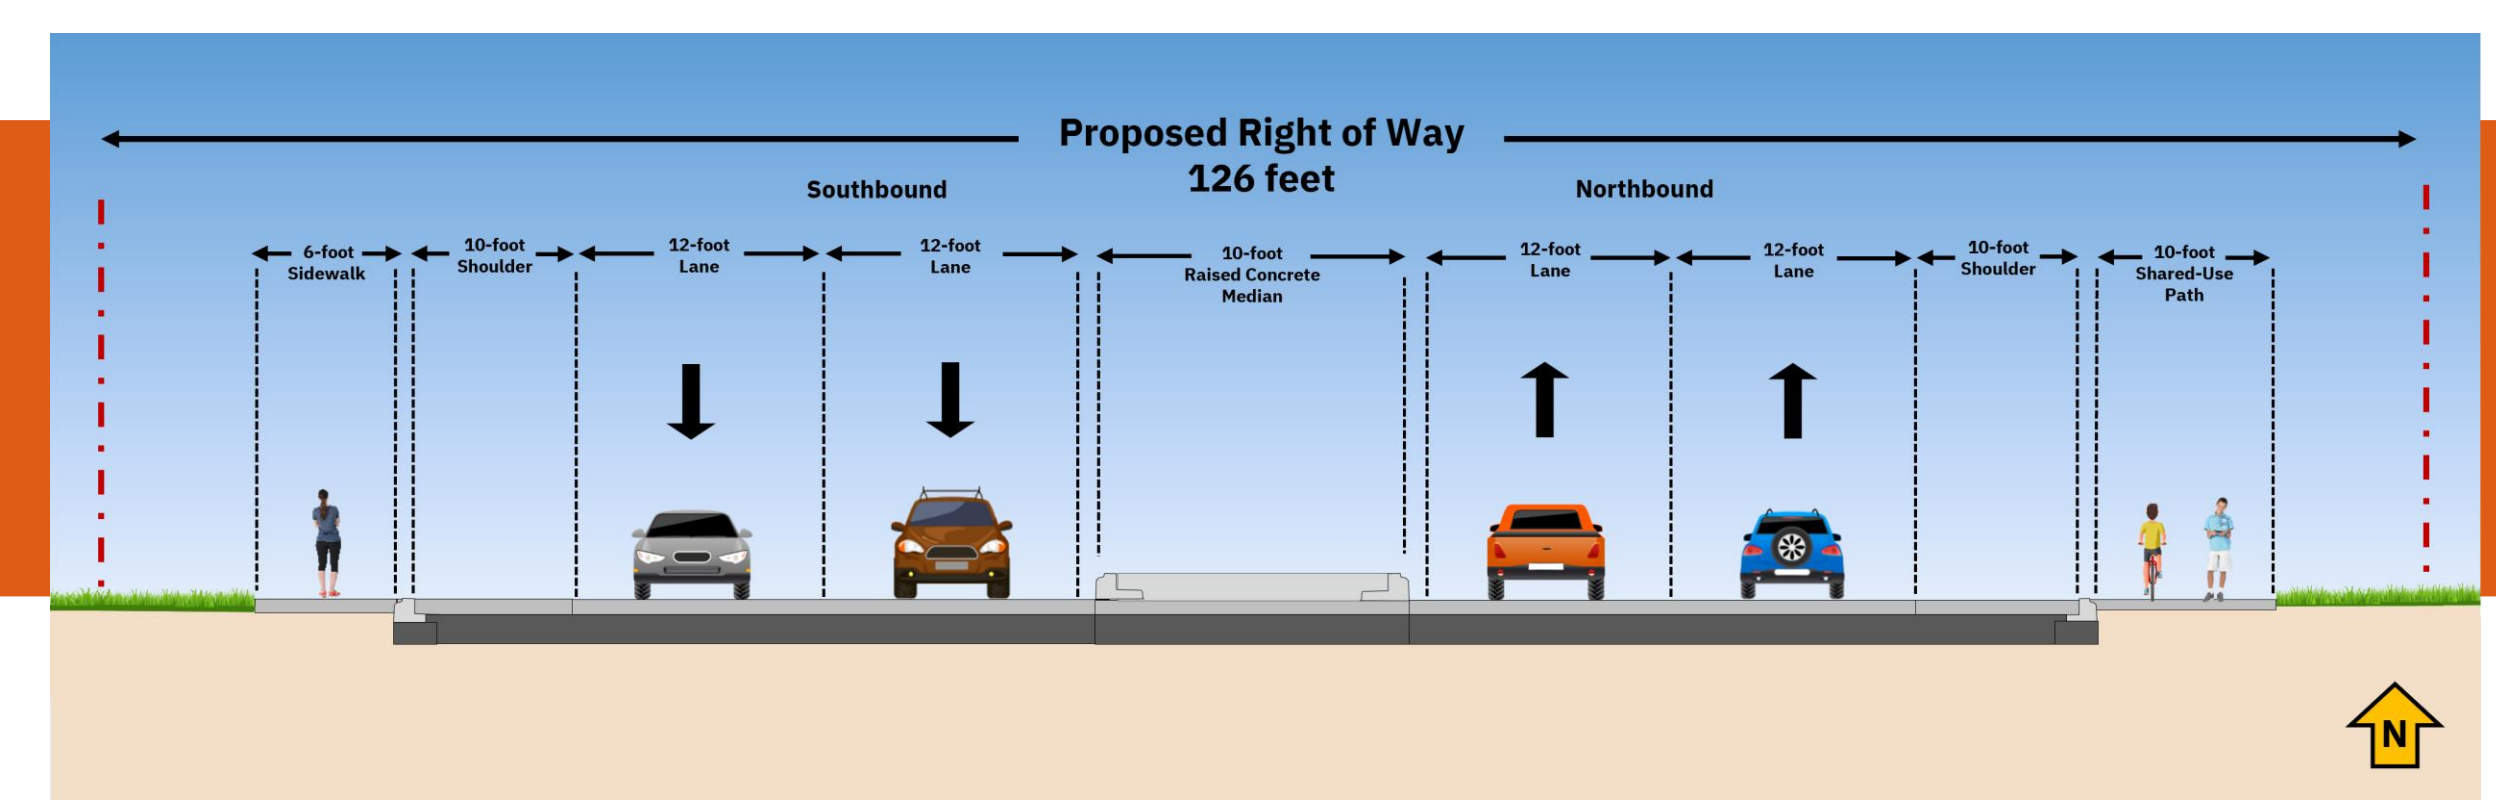 Proposed Right of Way
126 feet
Southbound
Northbound
6-foot
Sidewalk
10-foot
Shoulder
12-foot
Lane
12-foot
Lane
10-foot
Raised Concrete
Median
12-foot
Lane
12-foot
Lane
10-foot
Shoulder
10-foot
Shared-Use
Path
N